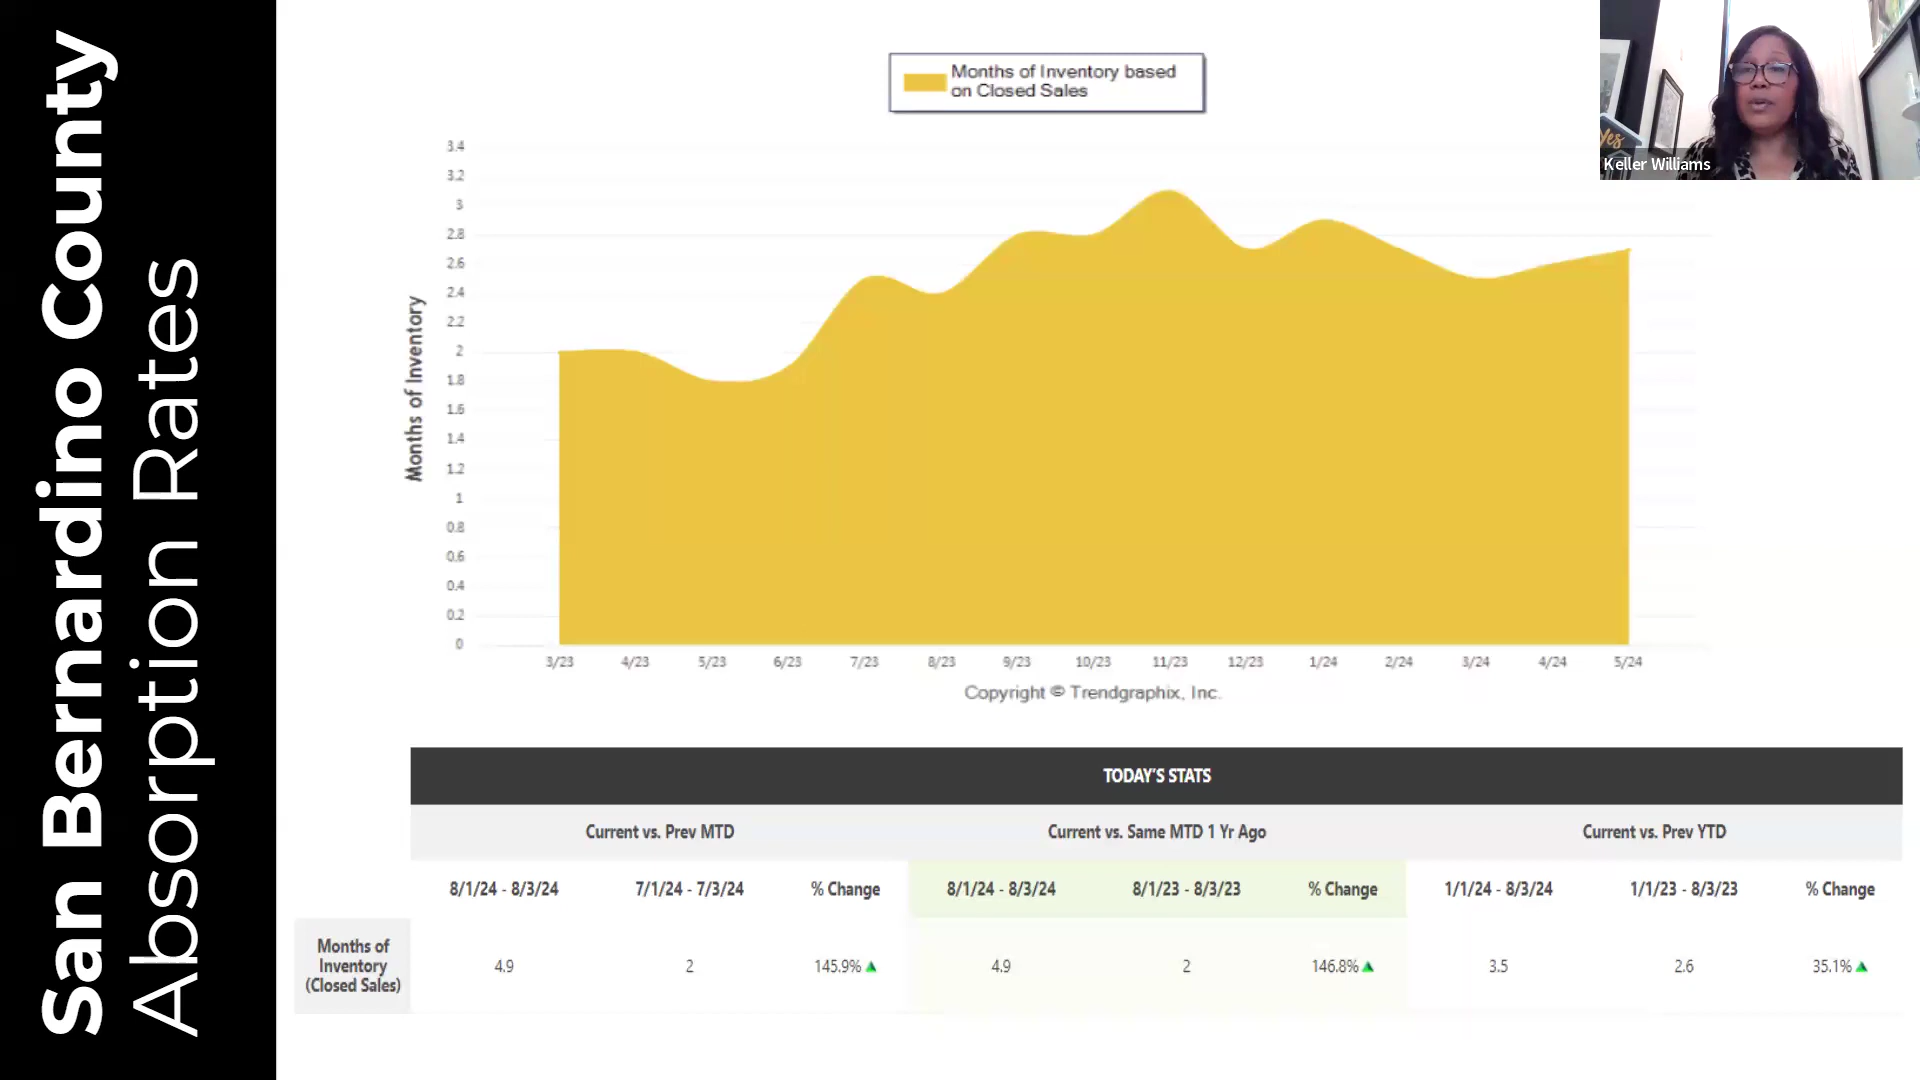 San Bernardino County
Absorption Rates
Months of Inventory based
on Closed Sales
Yes
Keller Williams
Months of Inventory
3.4
3.2
3
2.8
2.6
2.4
2.2
2
1.8
1.6
1.4
1.2
1
0.8
0.6
0.4
0.2
0
3/23 4/23 5/23 6/23 7/23 8/23 9/23 10/23 11/23 12/23 1/24 2/24 3/24 4/24 5/24
Copyright © Trendgraphix, Inc.
TODAY'S STATS
Current vs. Prev MTD Current vs. Same MTD 1 Yr Ago Current vs. Prev YTD
8/1/24 - 8/3/24 7/1/24 - 7/3/24 % Change 8/1/24 - 8/3/24 8/1/23 - 8/3/23 % Change 1/1/24 - 8/3/24 1/1/23 - 8/3/23 % Change
Months of
Inventory
(Closed Sales)
4.9 2 145.9% 4.9 2 146.8% 3.5 2.6 35.1%